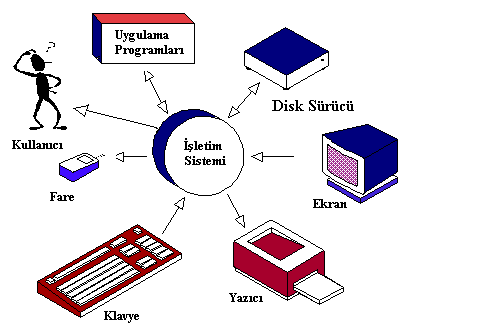 Uygulama
Programları
Disk Sürücü
?
Kullanıcı
İşletim
Sistemi
Fare
Ekran
Yazıcı
Klavye